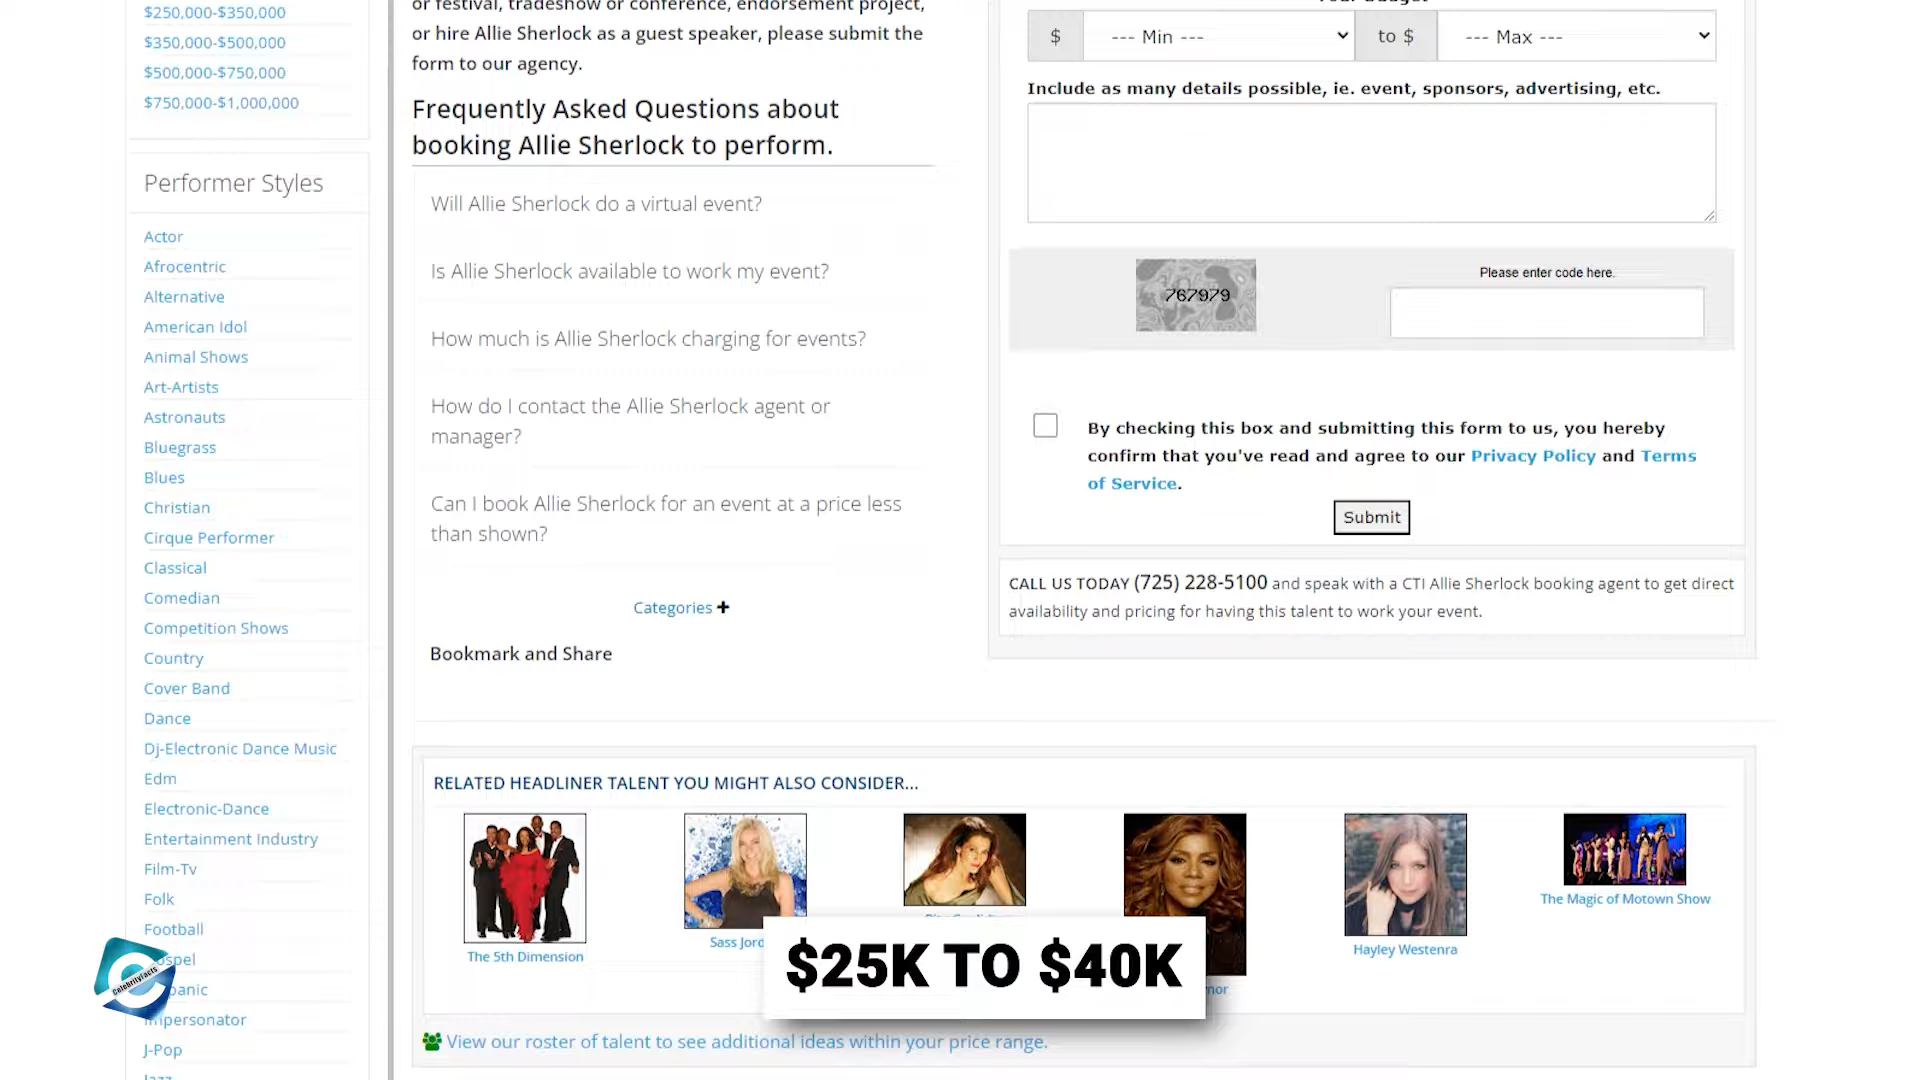 $250,000-$350,000
$350,000-$500,000
$500,000-$750,000
$750,000-$1,000,000
Performer Styles
Actor
Afrocentric
Alternative
American Idol
Animal Shows
Art-Artists
Astronauts
Bluegrass
Blues
Christian
Cirque Performer
Classical
Comedian
Competition Shows
Country
Cover Band
Dance
Dj-Electronic Dance Music
Edm
Electronic-Dance
Entertainment Industry
Film-Tv
Folk
Football
ospel
panic
Impersonator
J-Pop
CelebrityFacts
or festival, tradeshow or conference, endorsement project,
or hire Allie Sherlock as a guest speaker, please submit the
form to our agency.
Frequently Asked Questions about
booking Allie Sherlock to perform.
Will Allie Sherlock do a virtual event?
Is Allie Sherlock available to work my event?
How much is Allie Sherlock charging for events?
How do I contact the Allie Sherlock agent or
manager?
Can I book Allie Sherlock for an event at a price less
than shown?
Categories +
Bookmark and Share
$ --- Min --- to $ --- Max ---
Include as many details possible, ie. event, sponsors, advertising, etc.
767979
Please enter code here.
By checking this box and submitting this form to us, you hereby
confirm that you've read and agree to our Privacy Policy and Terms
of Service.
Submit
CALL US TODAY (725) 228-5100 and speak with a CTI Allie Sherlock booking agent to get direct
availability and pricing for having this talent to work your event.
RELATED HEADLINER TALENT YOU MIGHT ALSO CONSIDER...
The 5th Dimension
Sass Jord
nor
Hayley Westenra
The Magic of Motown Show
$25K TO $40K
View our roster of talent to see additional ideas within your price range.